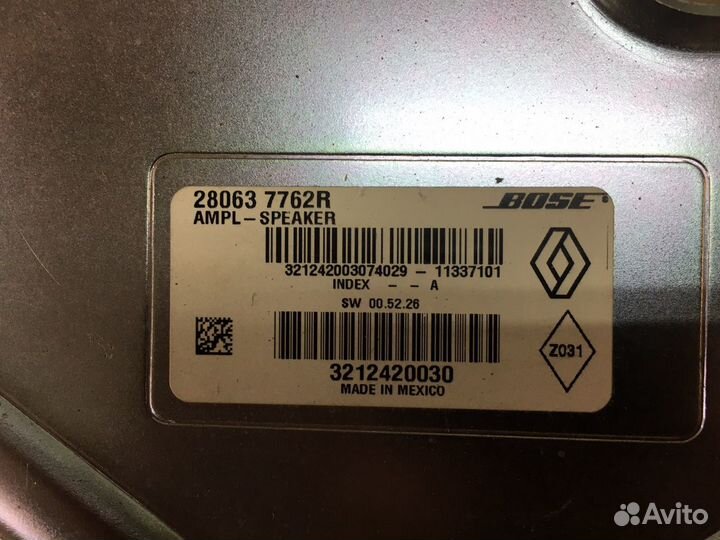 28063 7762R
BOSE®
AMPL-SPEAKER
321242003074029 - 11337101
INDEX - - A
SW 00.52.26
Z031
3212420030
MADE IN MEXICO
Avito